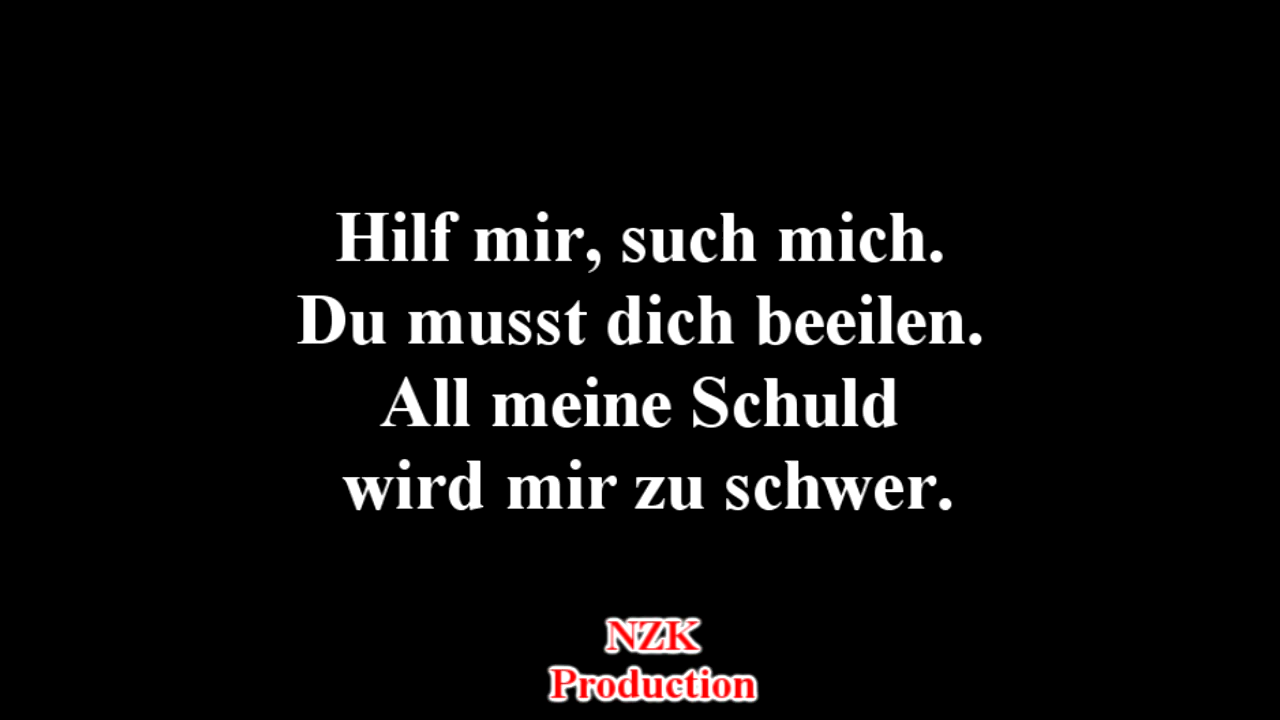 Hilf mir, such mich.
Du musst dich beeilen.
All meine Schuld
wird mir zu schwer.
NZK
Production